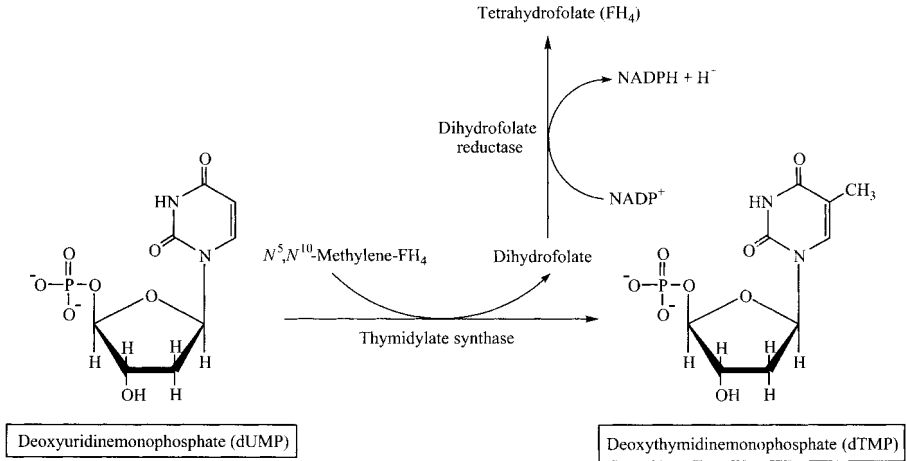 Tetrahydrofolate (FH₄)
NADPH + H⁻
Dihydrofolate
reductase
NADP⁺
O
HN
O
N
N⁵,N¹⁰-Methylene-FH₄
Dihydrofolate
O
HN
CH₃
O
N
O
⁻O-P-O
O⁻
O
H H H H
OH H
Thymidylate synthase
O
⁻O-P-O
O⁻
O
H H H H
OH H
Deoxyuridinemonophosphate (dUMP)
Deoxythymidinemonophosphate (dTMP)